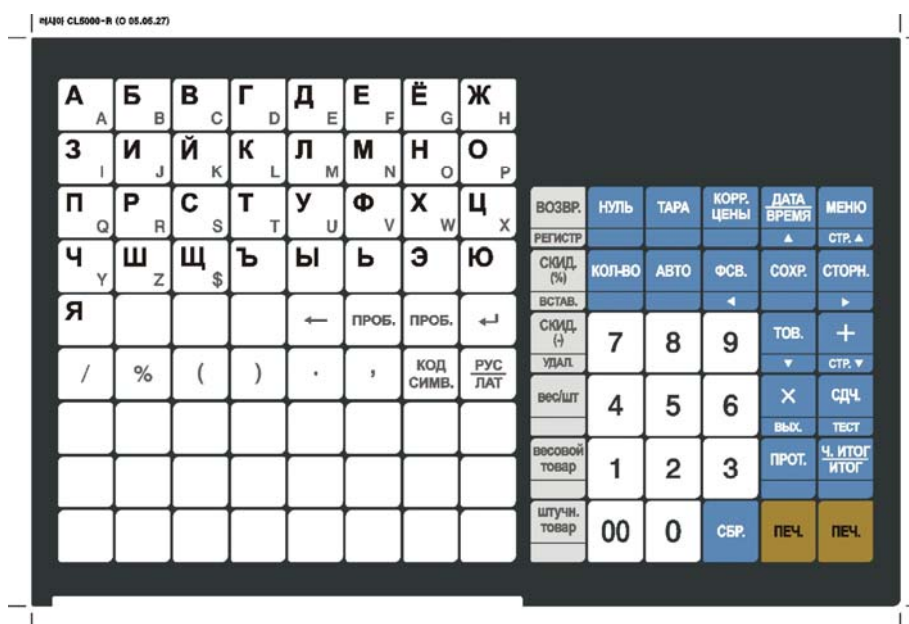 러시아 CL5000-R (O 05.05.27)
А A Б B В C Г D Д E Е F Ё G Ж H
З I И J Й K К L Л M М N Н O О P
П Q Р R С S Т T У U Ф V Х W Ц X
Ч Y Ш Z Щ $ Ъ Ы Ь Э Ю
Я ← ПРОБ. ПРОБ. ↵
/ % ( ) . , КОД СИМВ. РУС ЛАТ
ВОЗВР. НУЛЬ ТАРА КОРР. ЦЕНЫ ДАТА ВРЕМЯ МЕНЮ
РЕГИСТР ▲ СТР. ▲
СКИД. (%) КОЛ-ВО АВТО ФСВ. СОХР. СТОРН.
ВСТАВ. ◄ ►
СКИД. (-) 7 8 9 ТОВ. +
УДАЛ. ▼ СТР. ▼
вес/шт 4 5 6 × СДЧ.
ВЫХ. ТЕСТ
весовой товар 1 2 3 ПРОТ. Ч. ИТОГ ИТОГ
штучн. товар 00 0 СБР. ПЕЧ. ПЕЧ.